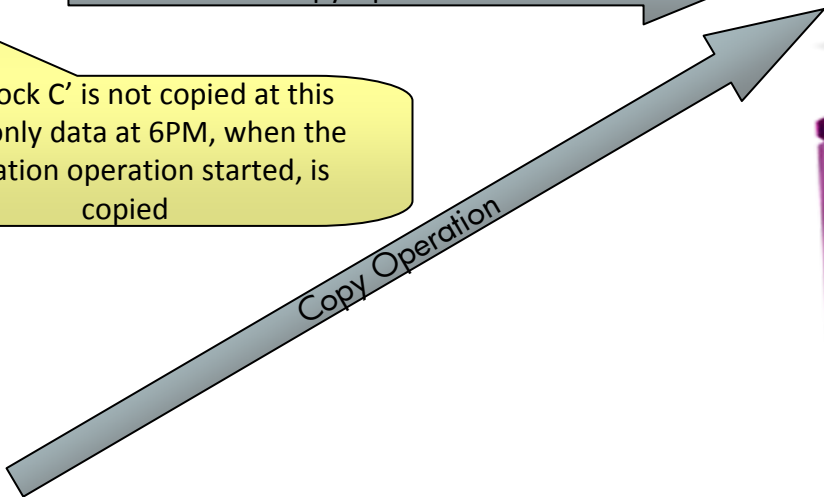 ock C’ is not copied at this
only data at 6PM, when the
ation operation started, is
copied
Copy Operation